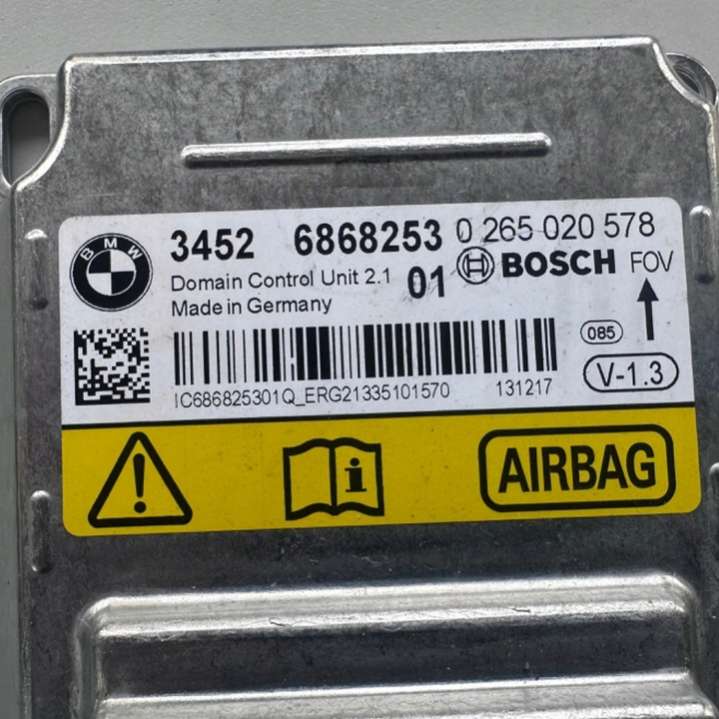 BMW
3452 6868253 0 265 020 578
Domain Control Unit 2.1 01 BOSCH FOV
Made in Germany
085
V-1.3
IC686825301Q_ERG21335101570 131217
AIRBAG